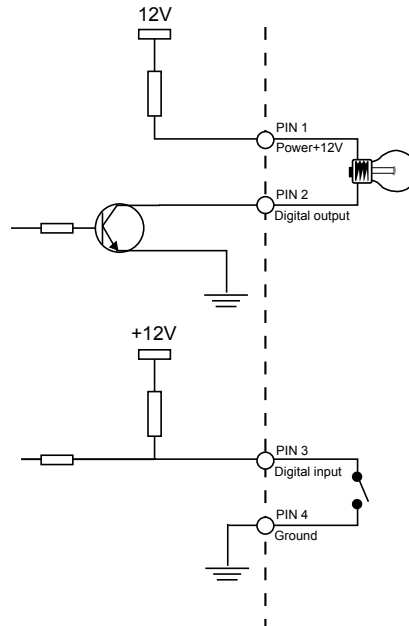 12V
PIN 1
Power+12V
PIN 2
Digital output
+12V
PIN 3
Digital input
PIN 4
Ground